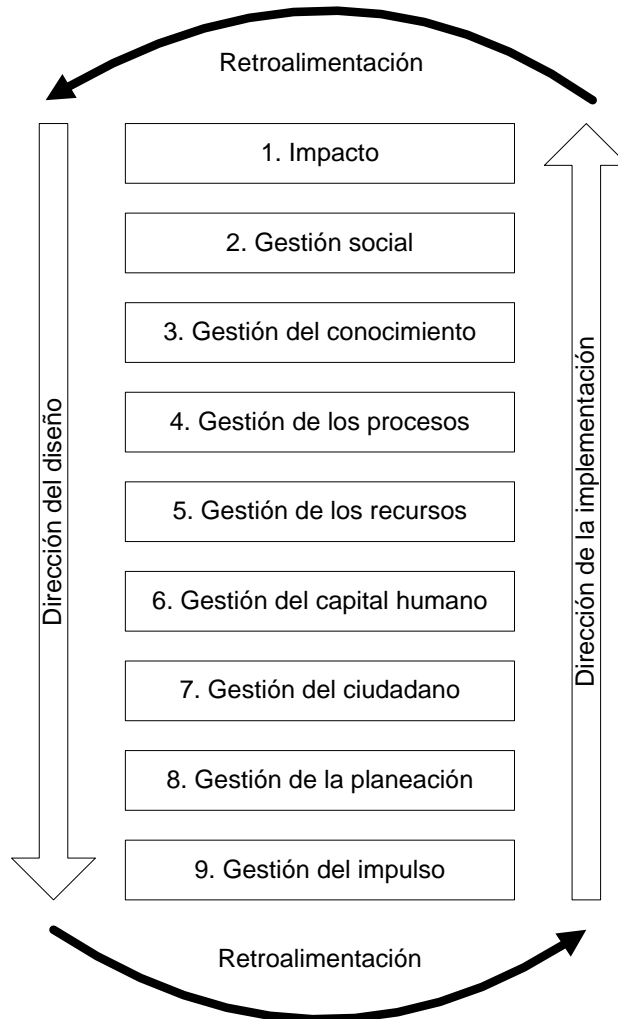 Retroalimentación
1. Impacto
2. Gestión social
3. Gestión del conocimiento
4. Gestión de los procesos
5. Gestión de los recursos
6. Gestión del capital humano
7. Gestión del ciudadano
8. Gestión de la planeación
9. Gestión del impulso
Dirección del diseño
Dirección de la implementación
Retroalimentación